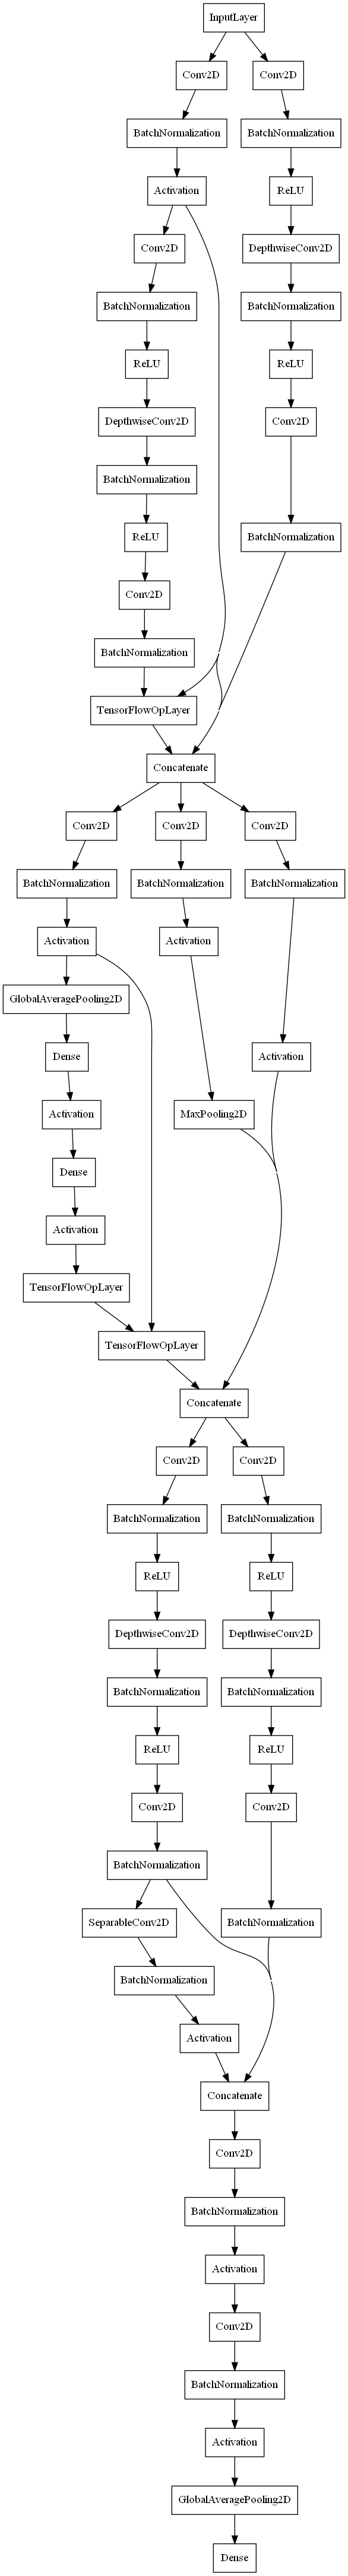 InputLayer
Conv2D
Conv2D
BatchNormalization
BatchNormalization
Activation
ReLU
Conv2D
DepthwiseConv2D
BatchNormalization
BatchNormalization
ReLU
ReLU
DepthwiseConv2D
Conv2D
BatchNormalization
BatchNormalization
ReLU
Conv2D
BatchNormalization
TensorFlowOpLayer
Concatenate
Conv2D
Conv2D
Conv2D
BatchNormalization
BatchNormalization
BatchNormalization
Activation
Activation
GlobalAveragePooling2D
Dense
Activation
Activation
MaxPooling2D
Dense
Activation
TensorFlowOpLayer
TensorFlowOpLayer
Concatenate
Conv2D
Conv2D
BatchNormalization
BatchNormalization
ReLU
ReLU
DepthwiseConv2D
DepthwiseConv2D
BatchNormalization
BatchNormalization
ReLU
ReLU
Conv2D
Conv2D
BatchNormalization
SeparableConv2D
BatchNormalization
BatchNormalization
Activation
Concatenate
Conv2D
BatchNormalization
Activation
Conv2D
BatchNormalization
Activation
GlobalAveragePooling2D
Dense